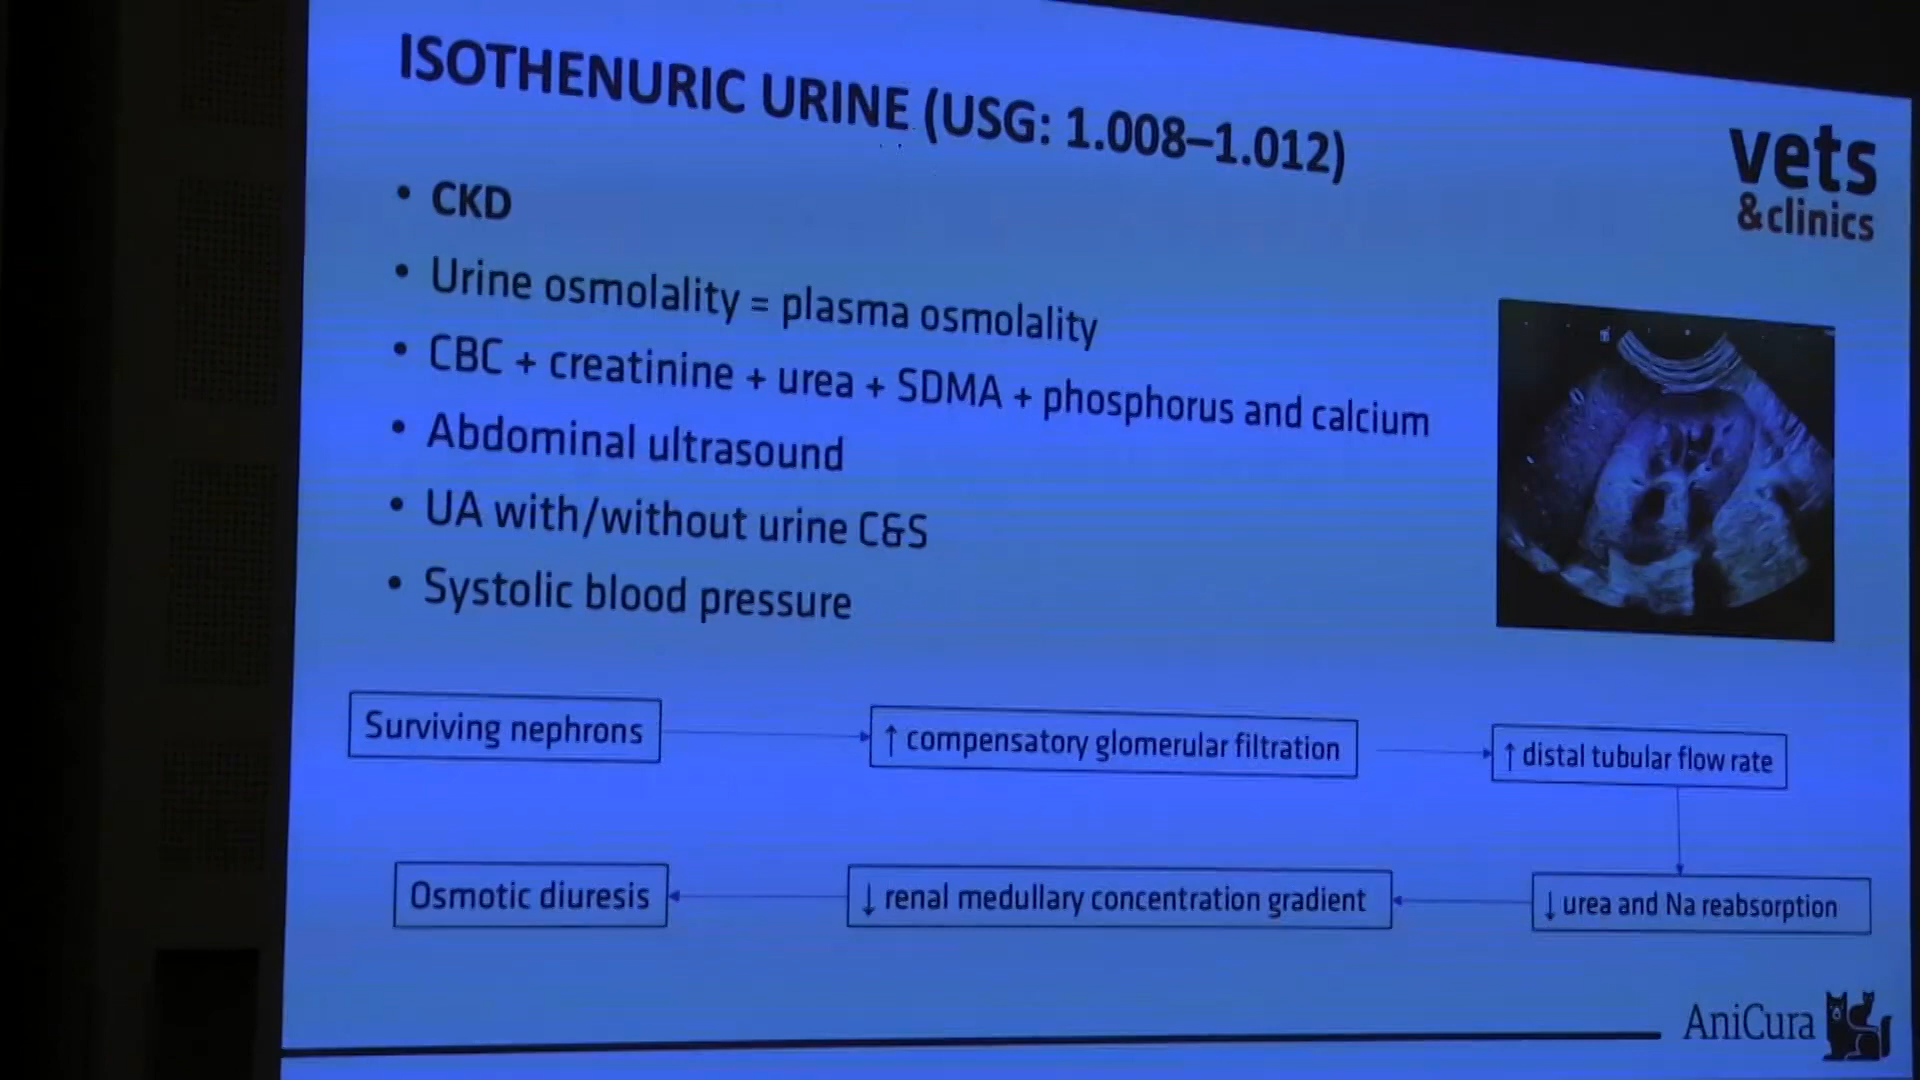 ISOTHENURIC URINE (USG: 1.008–1.012)
vets
&clinics
• CKD
• Urine osmolality = plasma osmolality
• CBC + creatinine + urea + SDMA + phosphorus and calcium
• Abdominal ultrasound
• UA with/without urine C&S
• Systolic blood pressure
Surviving nephrons
↑ compensatory glomerular filtration
↑ distal tubular flow rate
↓ urea and Na reabsorption
↓ renal medullary concentration gradient
Osmotic diuresis
AniCura